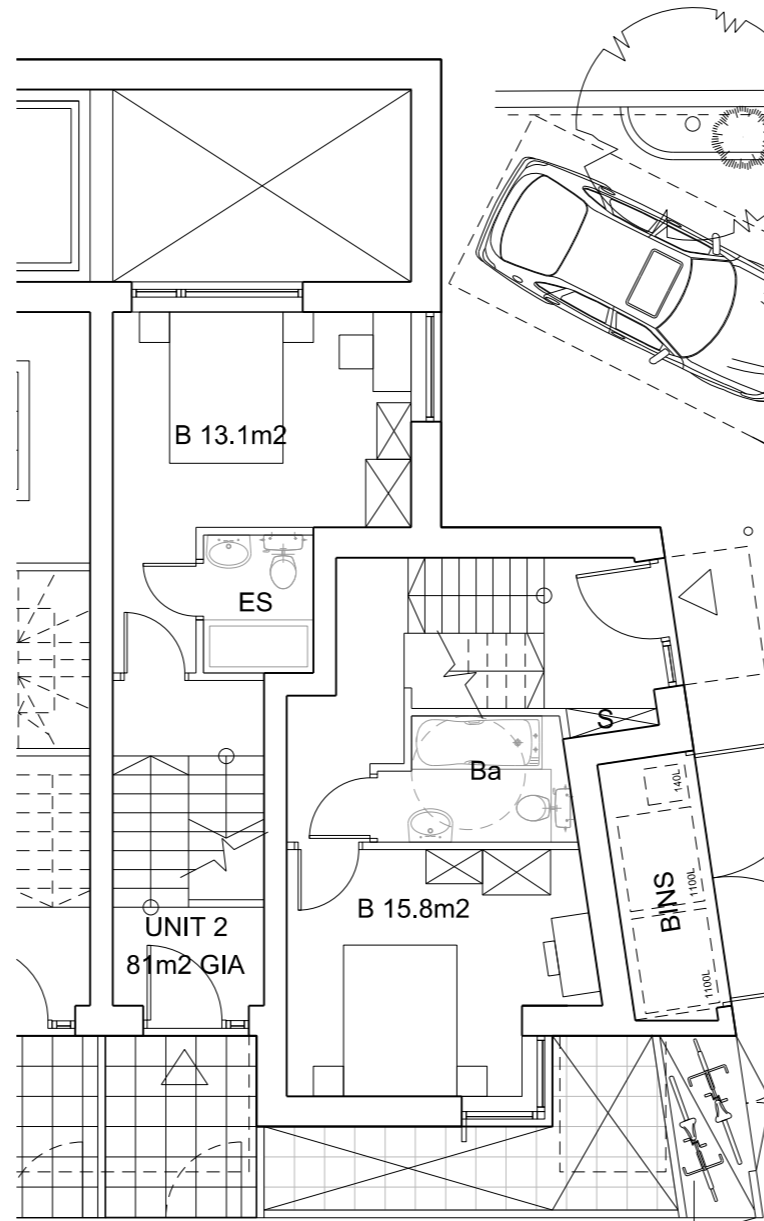 B 13.1m2
ES
S
Ba
140L
1100L
BINS
B 15.8m2
UNIT 2
81m2 GIA
1100L